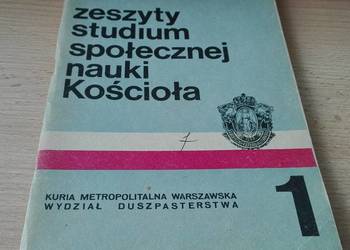 zeszyty
studium
społecznej
nauki
Kościoła
KURIA METROPOLITALNA WARSZAWSKA
WYDZIAŁ DUSZPASTERSTWA
1